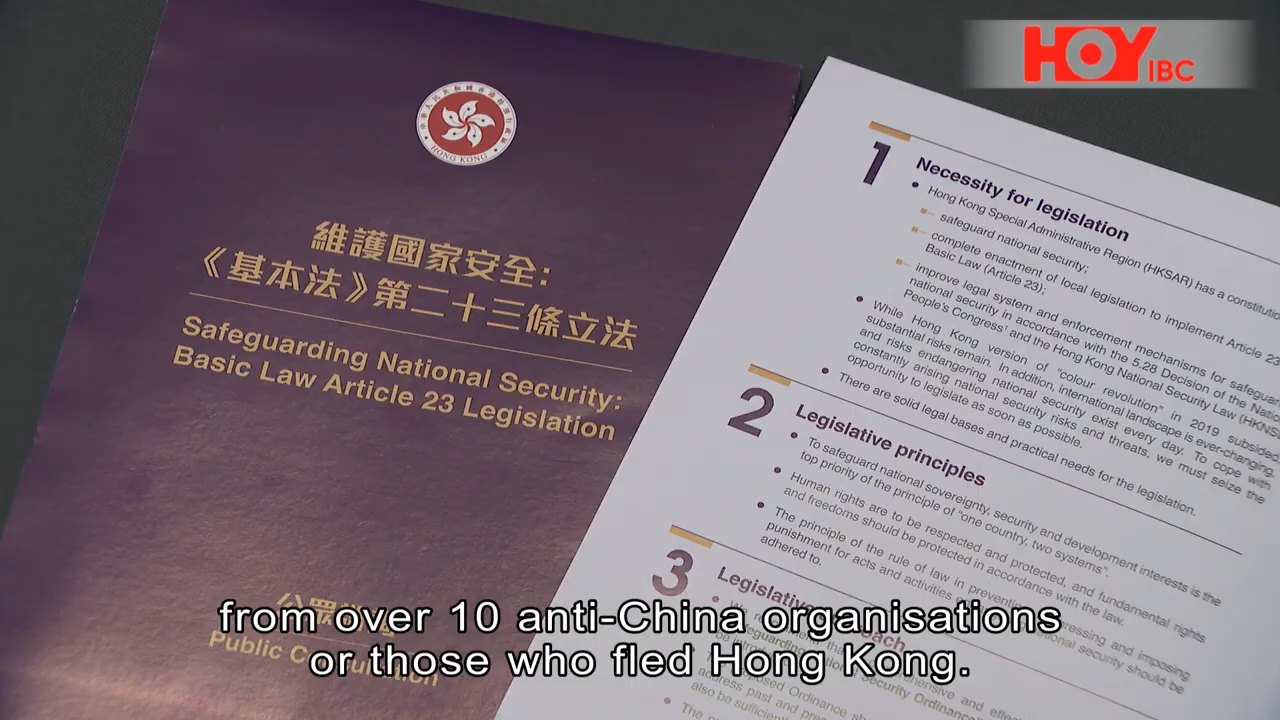 HOY IBC
HONG KONG
維護國家安全：
《基本法》第二十三條立法
Safeguarding National Security:
Basic Law Article 23 Legislation
1
Necessity for legislation
Hong Kong Special Administrative Region (HKSAR) has a constitutio
safeguard national security;
complete enactment of local legislation to implement Article 23
Basic Law (Article 23);
improve legal system and enforcement mechanisms for safegua
national security in accordance with the 5.28 Decision of the Natio
People's Congress¹ and the Hong Kong National Security Law (HKNS
While Hong Kong version of "colour revolution" in 2019 subsided,
substantial risks remain. In addition, international landscape is ever-changing,
and risks endangering national security exist every day. To cope with
constantly arising national security risks and threats, we must seize the
opportunity to legislate as soon as possible.
There are solid legal bases and practical needs for the legislation.
2
Legislative principles
To safeguard national sovereignty, security and development interests is the
top priority of the principle of "one country, two systems".
Human rights are to be respected and protected, and fundamental rights
and freedoms should be protected in accordance with the law.
The principle of the rule of law in preventing, suppressing and imposing
punishment for acts and activities national security should be
adhered to.
3
Legislative
Public
from over 10 anti-China organisations
or those who fled Hong Kong.